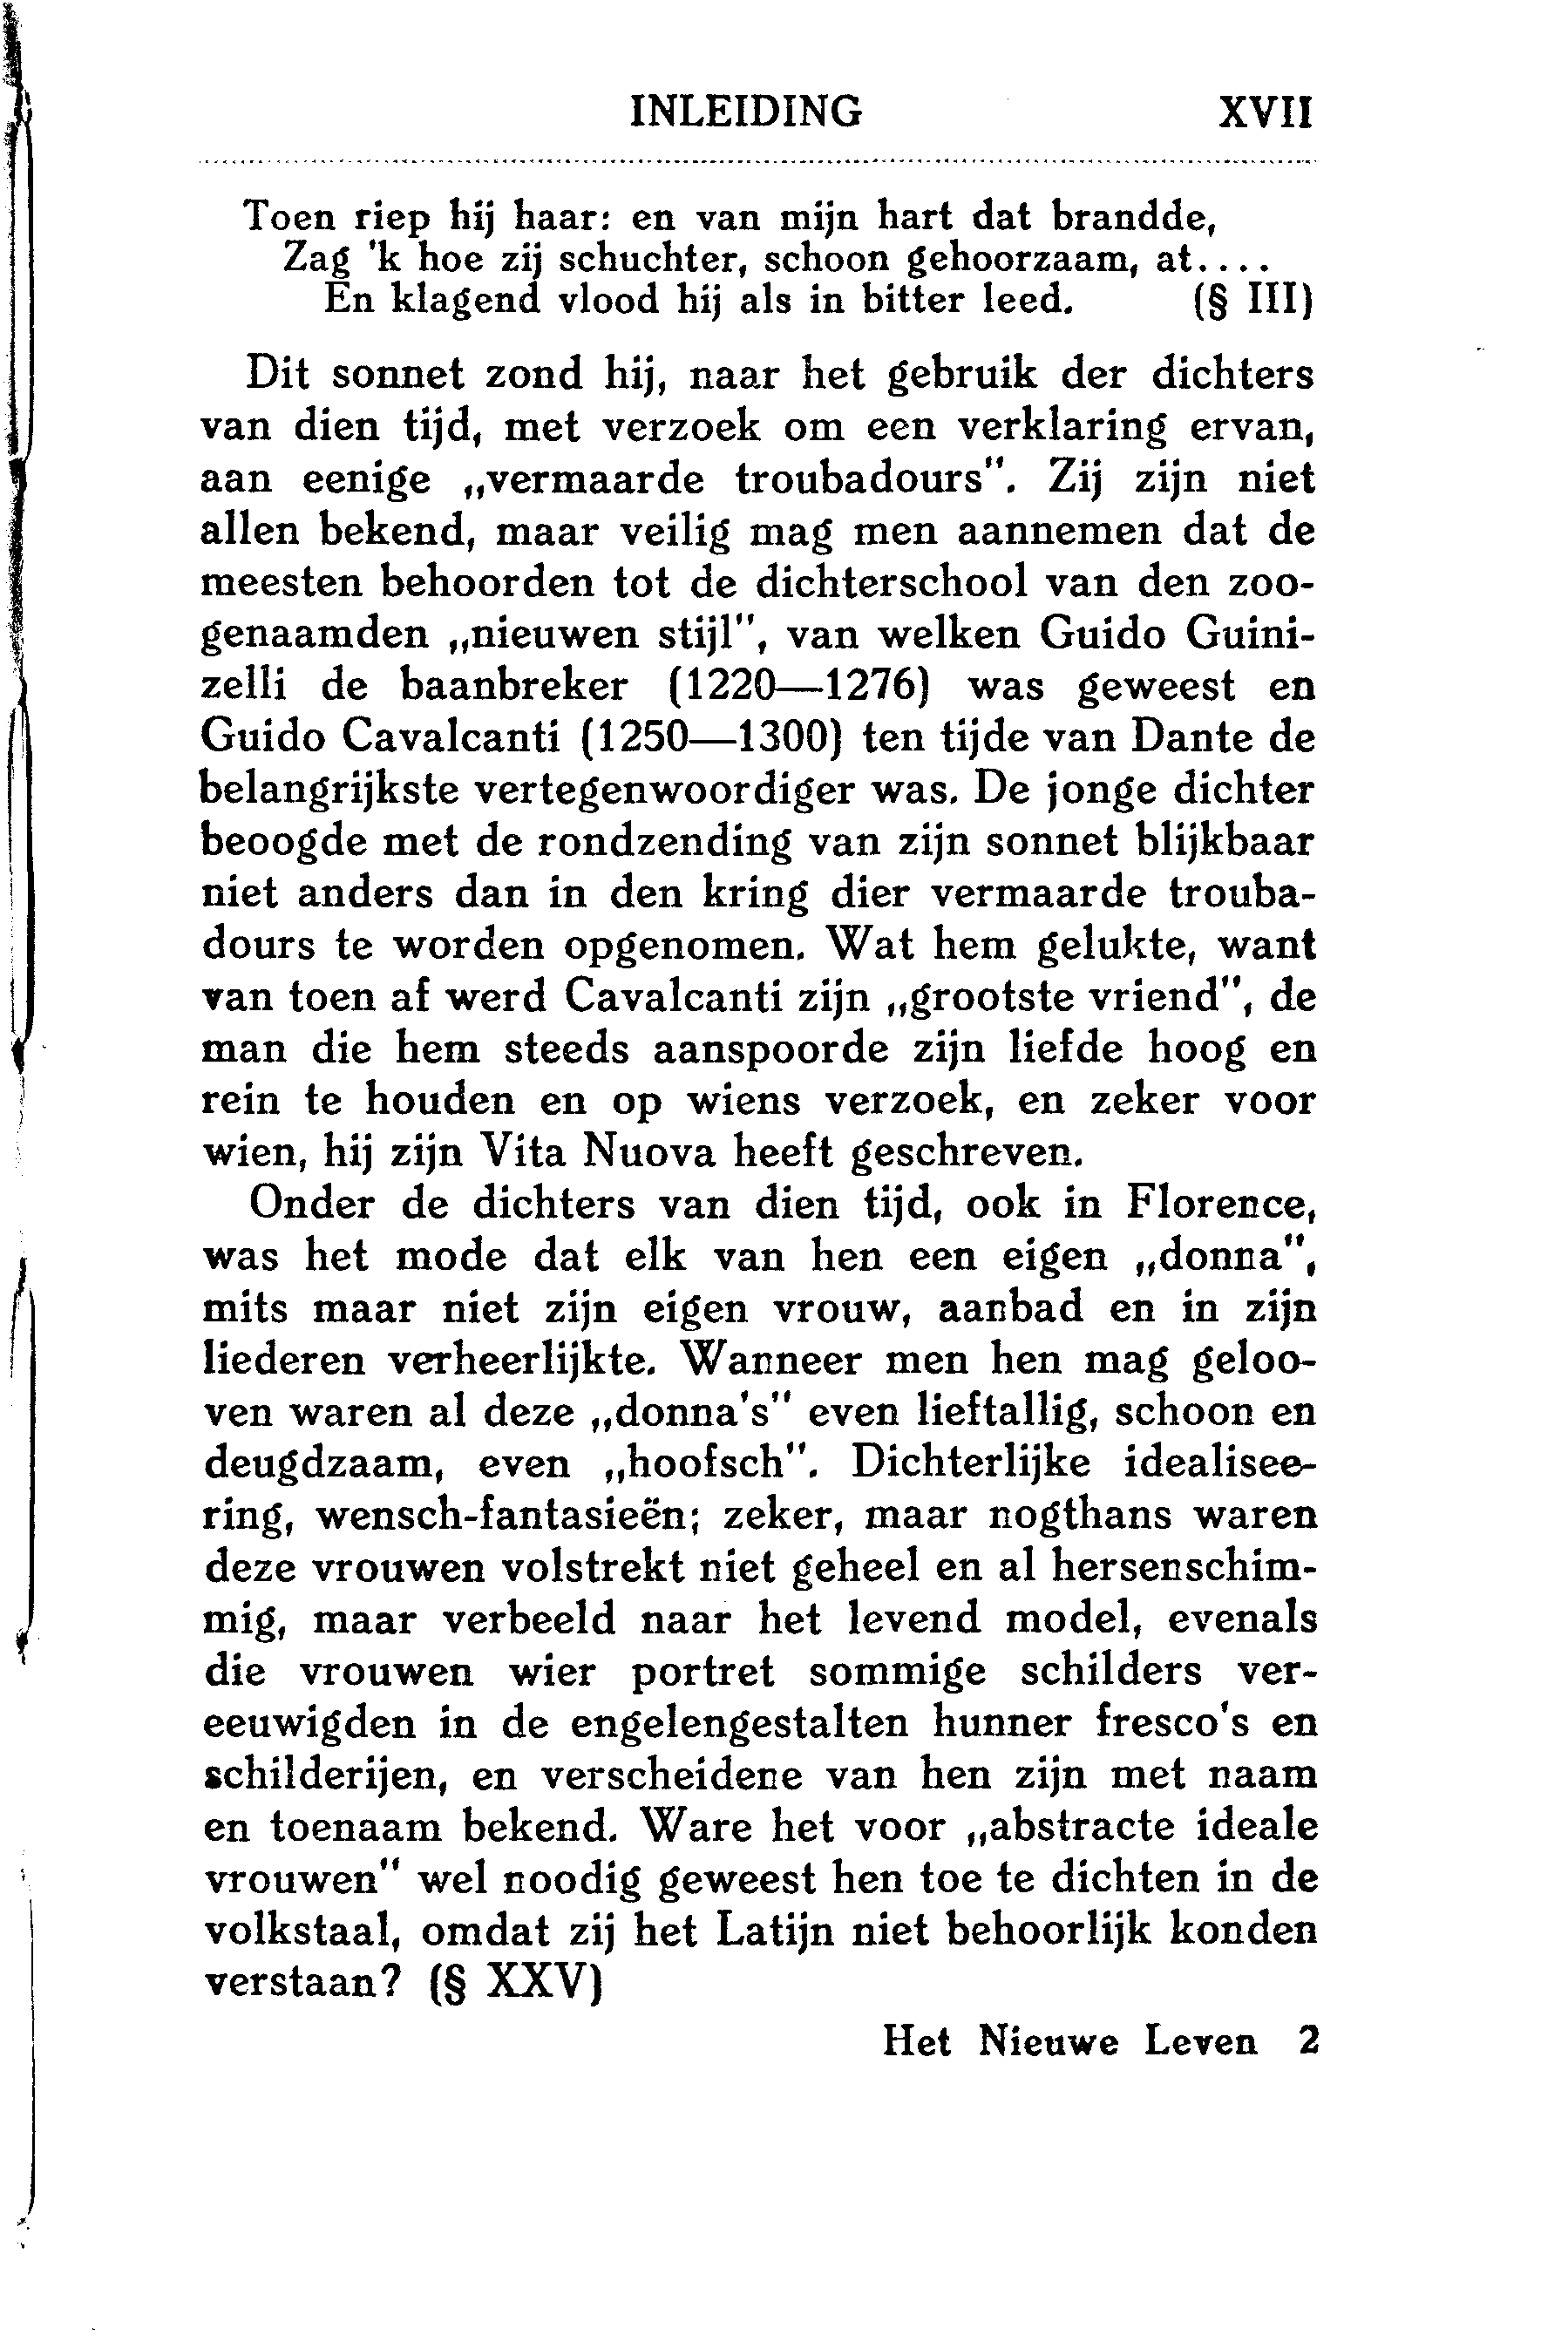 INLEIDING XVII
Toen riep hij haar: en van mijn hart dat brandde,
Zag 'k hoe zij schuchter, schoon gehoorzaam, at....
En klagend vlood hij als in bitter leed. (§ III)
Dit sonnet zond hij, naar het gebruik der dichters
van dien tijd, met verzoek om een verklaring ervan,
aan eenige „vermaarde troubadours". Zij zijn niet
allen bekend, maar veilig mag men aannemen dat de
meesten behoorden tot de dichterschool van den zoo-
genaamden „nieuwen stijl", van welken Guido Guini-
zelli de baanbreker (1220—1276) was geweest en
Guido Cavalcanti (1250—1300) ten tijde van Dante de
belangrijkste vertegenwoordiger was. De jonge dichter
beoogde met de rondzending van zijn sonnet blijkbaar
niet anders dan in den kring dier vermaarde trouba-
dours te worden opgenomen. Wat hem gelukte, want
van toen af werd Cavalcanti zijn „grootste vriend", de
man die hem steeds aanspoorde zijn liefde hoog en
rein te houden en op wiens verzoek, en zeker voor
wien, hij zijn Vita Nuova heeft geschreven.
Onder de dichters van dien tijd, ook in Florence,
was het mode dat elk van hen een eigen „donna",
mits maar niet zijn eigen vrouw, aanbad en in zijn
liederen verheerlijkte. Wanneer men hen mag geloo-
ven waren al deze „donna's" even lieftallig, schoon en
deugdzaam, even „hoofsch". Dichterlijke idealisee-
ring, wensch-fantasieën; zeker, maar nogthans waren
deze vrouwen volstrekt niet geheel en al hersenschim-
mig, maar verbeeld naar het levend model, evenals
die vrouwen wier portret sommige schilders ver-
eeuwigden in de engelengestalten hunner fresco's en
schilderijen, en verscheidene van hen zijn met naam
en toenaam bekend. Ware het voor „abstracte ideale
vrouwen" wel noodig geweest hen toe te dichten in de
volkstaal, omdat zij het Latijn niet behoorlijk konden
verstaan? (§ XXV)
Het Nieuwe Leven 2